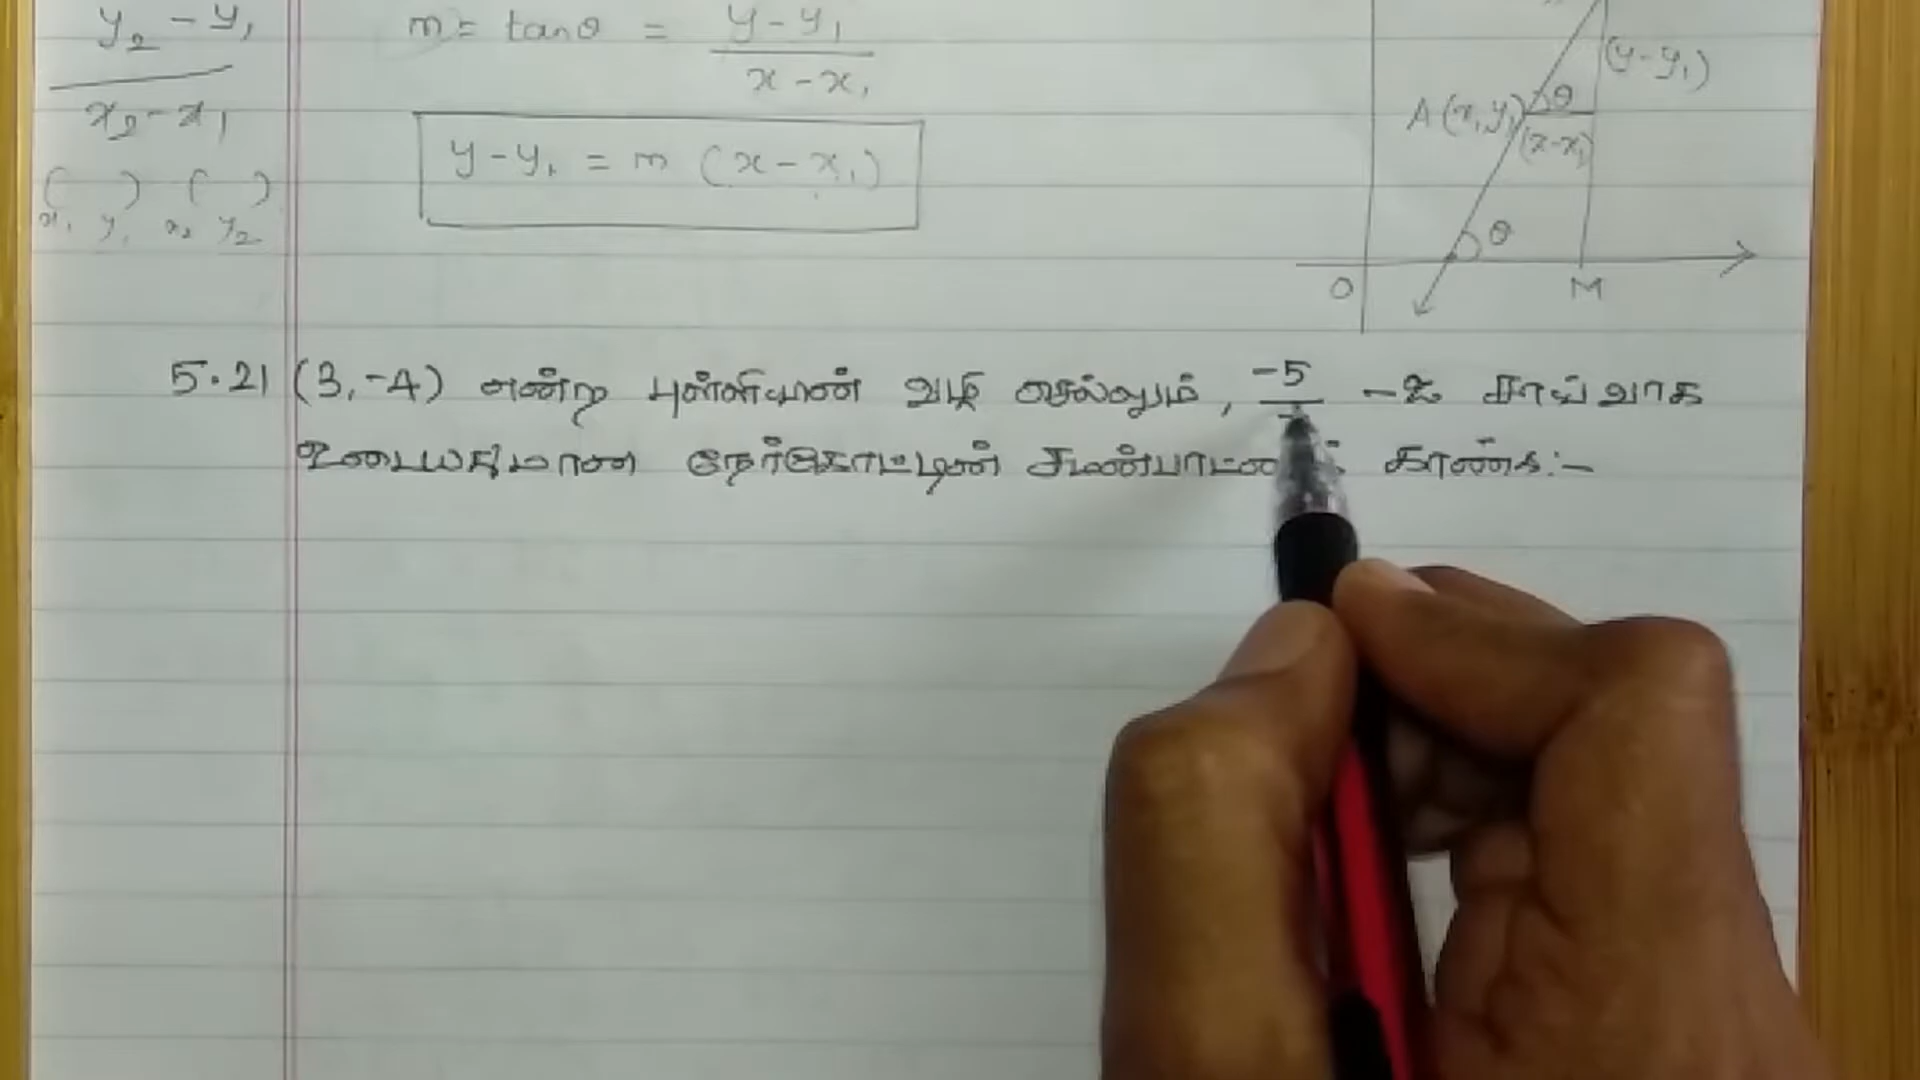 y₂ - y₁
x₂ - x₁
( ) ( )
x₁ y₁ x₂ y₂
m = tan θ = y - y₁
x - x₁
y - y₁ = m (x - x₁)
(y - y₁)
θ
A(x₁ y₁)
(x - x₁)
θ
O M
5.21 (3, -4) என்ற புள்ளியின் வழி செல்லும், -5 -ஐ சாய்வாக
உடையதுமான நேர்கோட்டின் சமன்பாட்டைக் காண்க:-